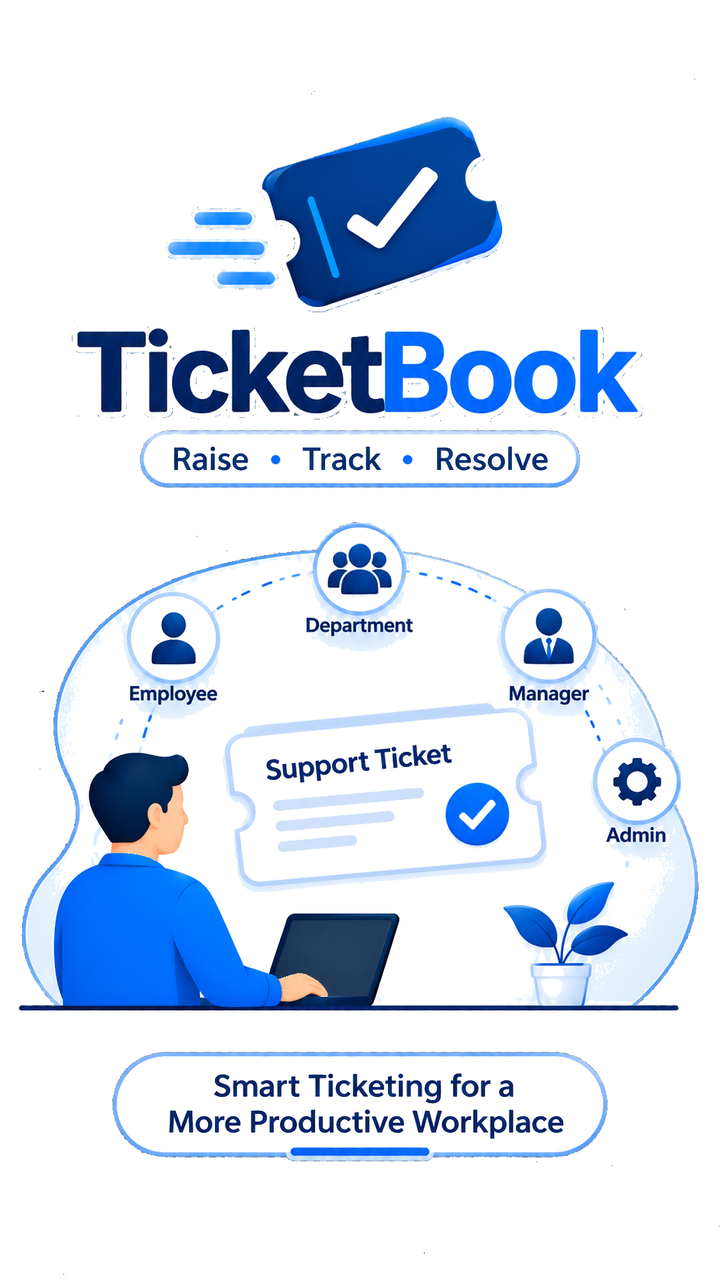 TicketBook
Raise • Track • Resolve
Department
Employee
Manager
Support Ticket
Admin
Smart Ticketing for a
More Productive Workplace